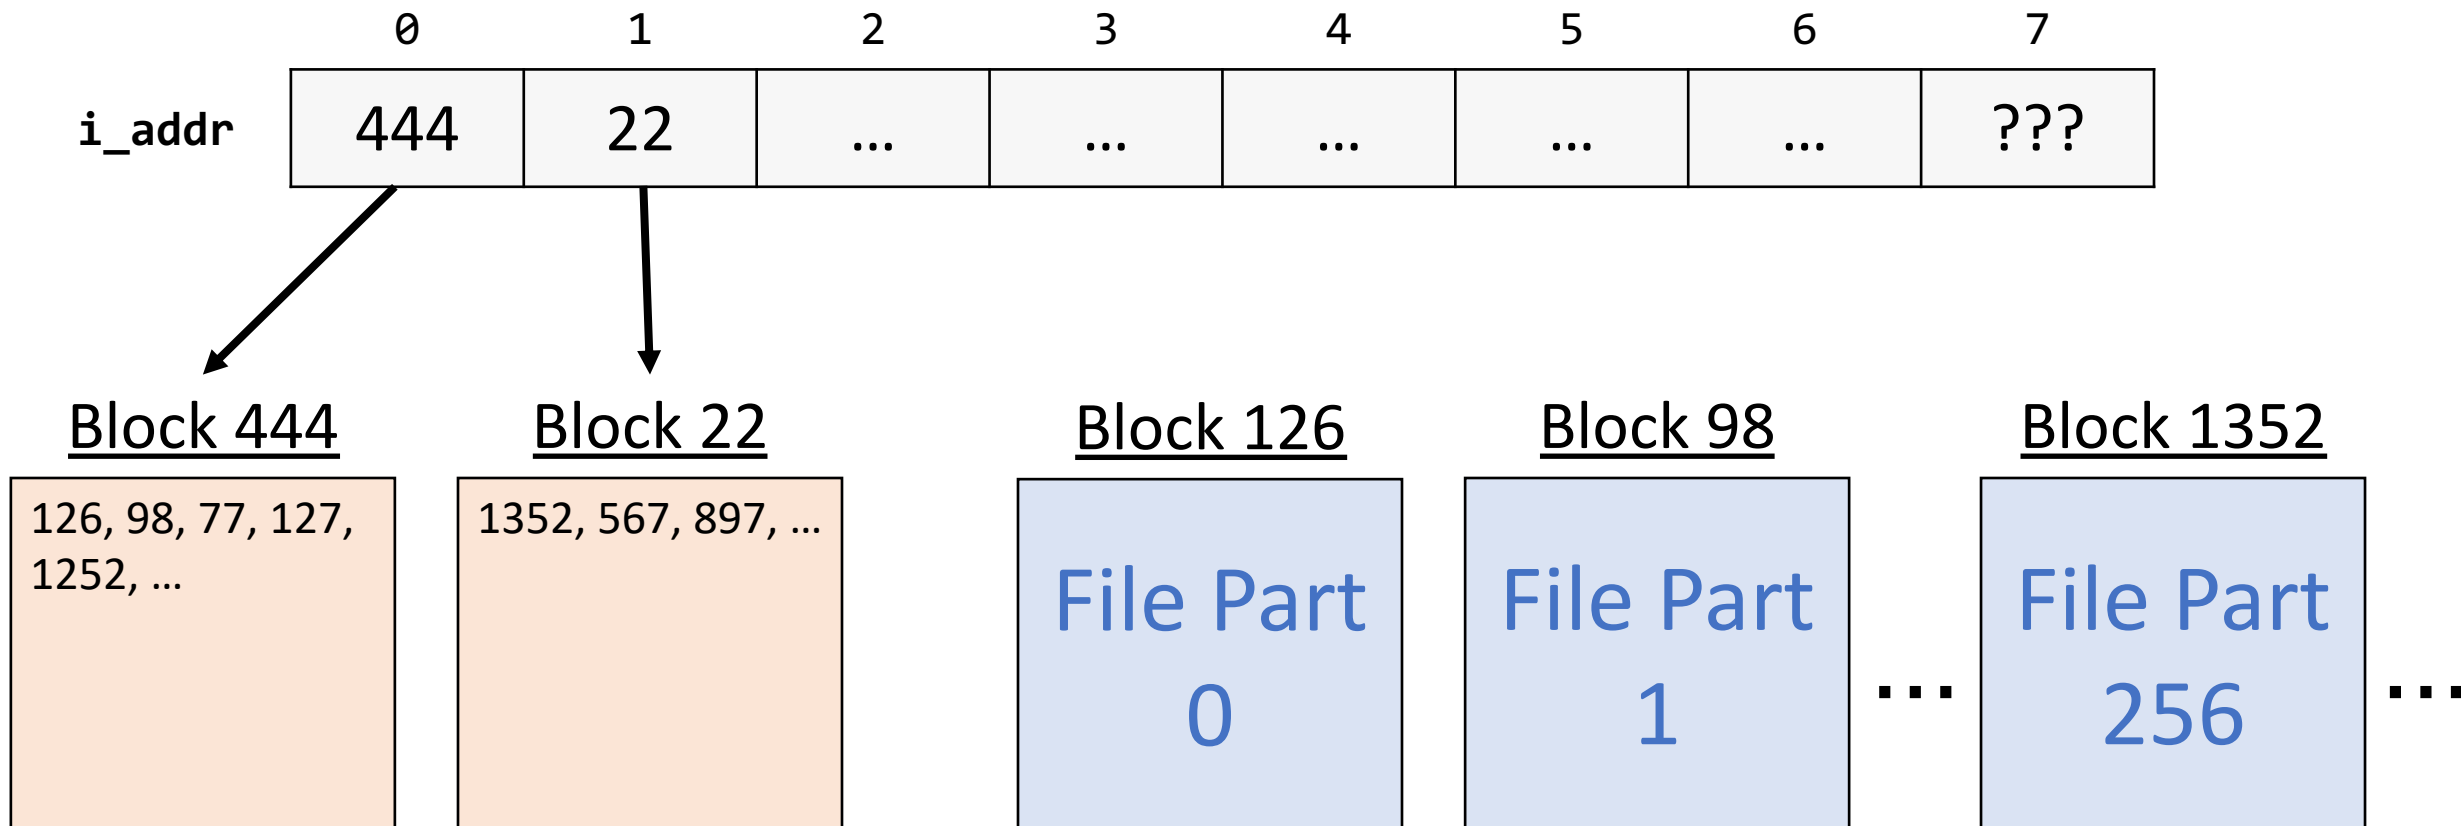 0 1 2 3 4 5 6 7
i_addr 444 22 ... ... ... ... ... ???
Block 444 Block 22 Block 126 Block 98 Block 1352
126, 98, 77, 127, 1352, 567, 897, ...
1252, ...
File Part File Part File Part
0 1 ... 256 ...